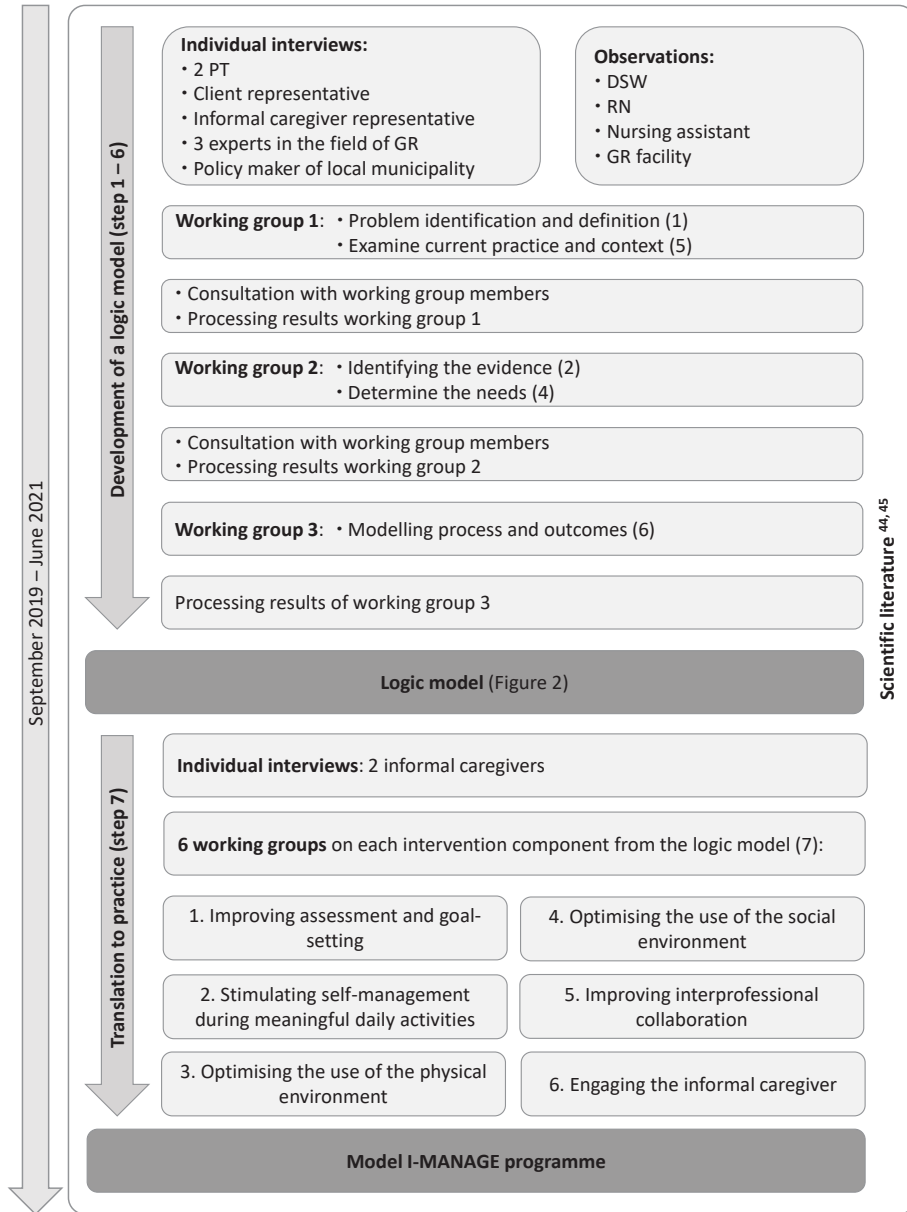 September 2019 – June 2021
Development of a logic model (step 1 – 6)
Individual interviews:
• 2 PT
• Client representative
• Informal caregiver representative
• 3 experts in the field of GR
• Policy maker of local municipality
Observations:
• DSW
• RN
• Nursing assistant
• GR facility
Working group 1: • Problem identification and definition (1)
• Examine current practice and context (5)
• Consultation with working group members
• Processing results working group 1
Working group 2: • Identifying the evidence (2)
• Determine the needs (4)
• Consultation with working group members
• Processing results working group 2
Working group 3: • Modelling process and outcomes (6)
Processing results of working group 3
Logic model (Figure 2)
Scientific literature 44, 45
Translation to practice (step 7)
Individual interviews: 2 informal caregivers
6 working groups on each intervention component from the logic model (7):
1. Improving assessment and goal-
setting
2. Stimulating self-management
during meaningful daily activities
3. Optimising the use of the physical
environment
4. Optimising the use of the social
environment
5. Improving interprofessional
collaboration
6. Engaging the informal caregiver
Model I-MANAGE programme